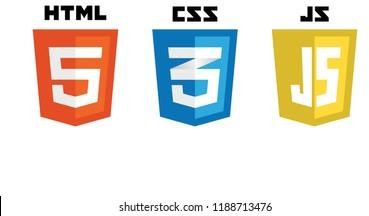 HTML CSS JS
5 3 JS
shutterstock.com · 1188713476